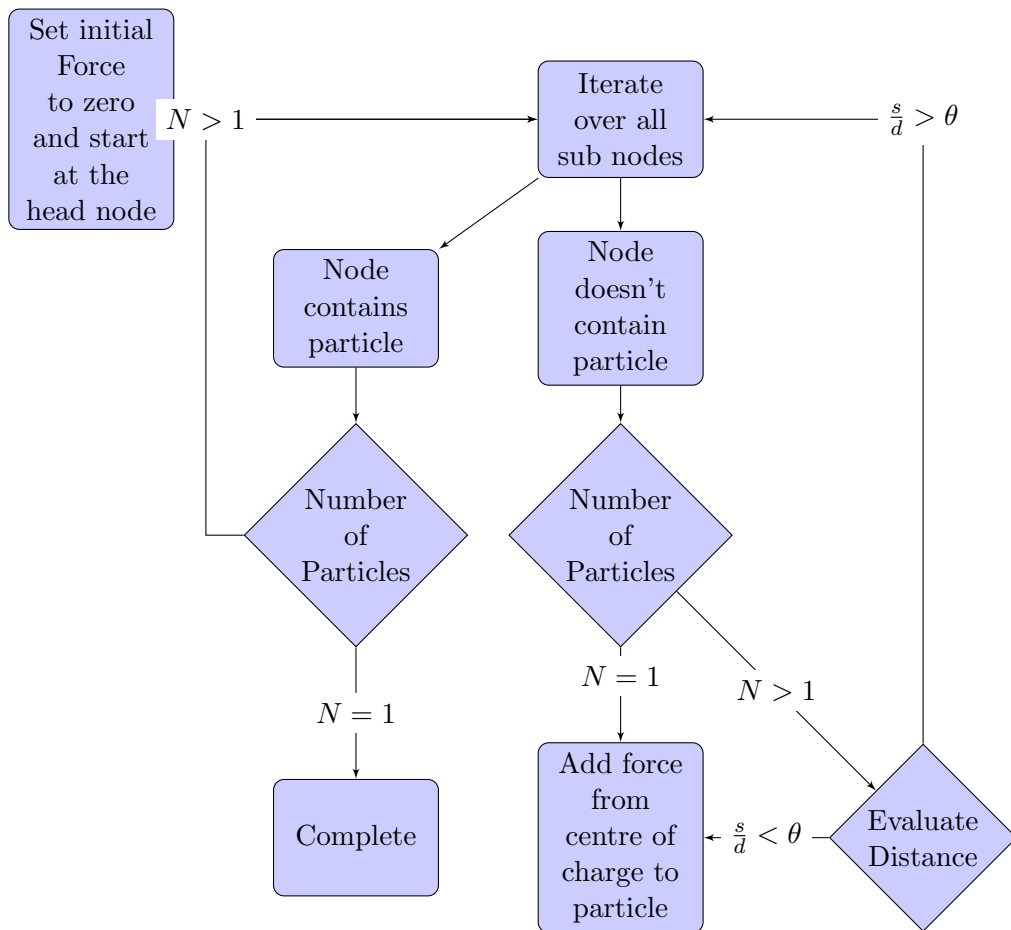 Set initial
Force
to zero
and start
at the
head node
N > 1
Iterate
over all
sub nodes
s/d > θ
Node
contains
particle
Node
doesn't
contain
particle
Number
of
Particles
Number
of
Particles
N = 1
N = 1
N > 1
Complete
Add force
from
centre of
charge to
particle
s/d < θ
Evaluate
Distance